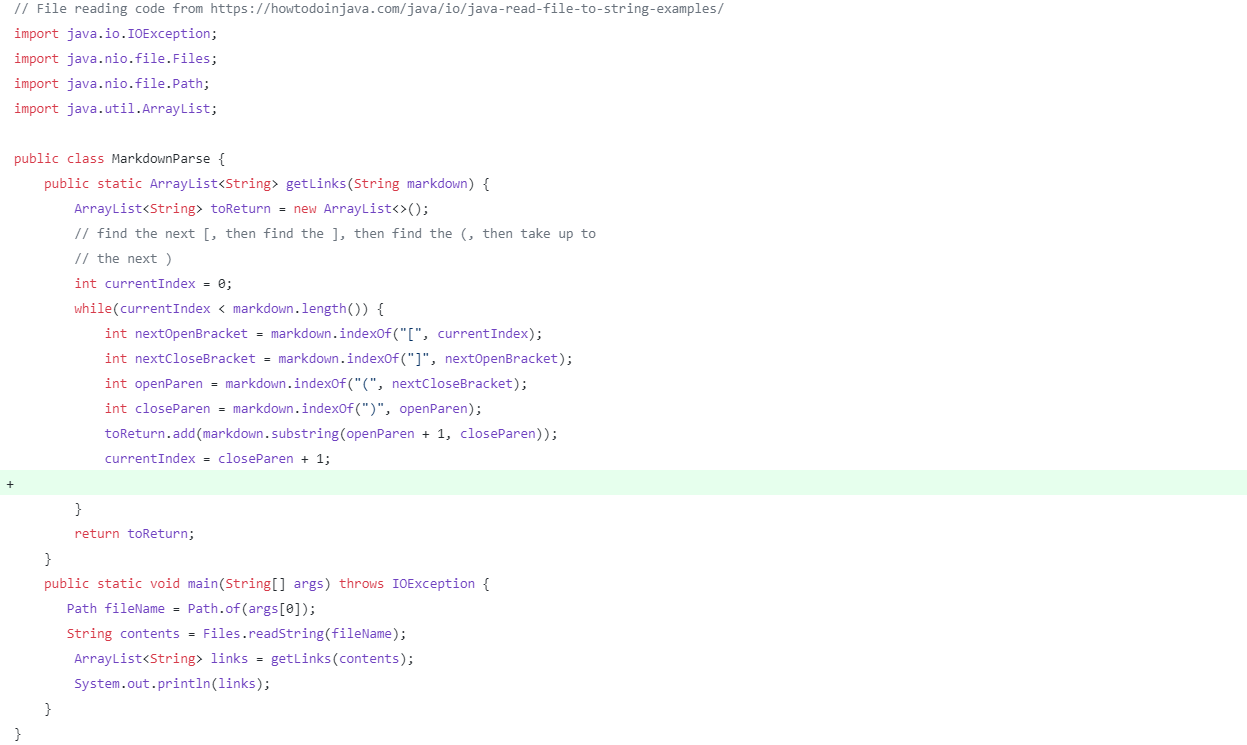 // File reading code from https://howtodoinjava.com/java/io/java-read-file-to-string-examples/
import java.io.IOException;
import java.nio.file.Files;
import java.nio.file.Path;
import java.util.ArrayList;

public class MarkdownParse {
    public static ArrayList<String> getLinks(String markdown) {
        ArrayList<String> toReturn = new ArrayList<>();
        // find the next [, then find the ], then find the (, then take up to
        // the next )
        int currentIndex = 0;
        while(currentIndex < markdown.length()) {
            int nextOpenBracket = markdown.indexOf("[", currentIndex);
            int nextCloseBracket = markdown.indexOf("]", nextOpenBracket);
            int openParen = markdown.indexOf("(", nextCloseBracket);
            int closeParen = markdown.indexOf(")", openParen);
            toReturn.add(markdown.substring(openParen + 1, closeParen));
            currentIndex = closeParen + 1;
+
        }
        return toReturn;
    }
    public static void main(String[] args) throws IOException {
       Path fileName = Path.of(args[0]);
       String contents = Files.readString(fileName);
        ArrayList<String> links = getLinks(contents);
        System.out.println(links);
    }
}